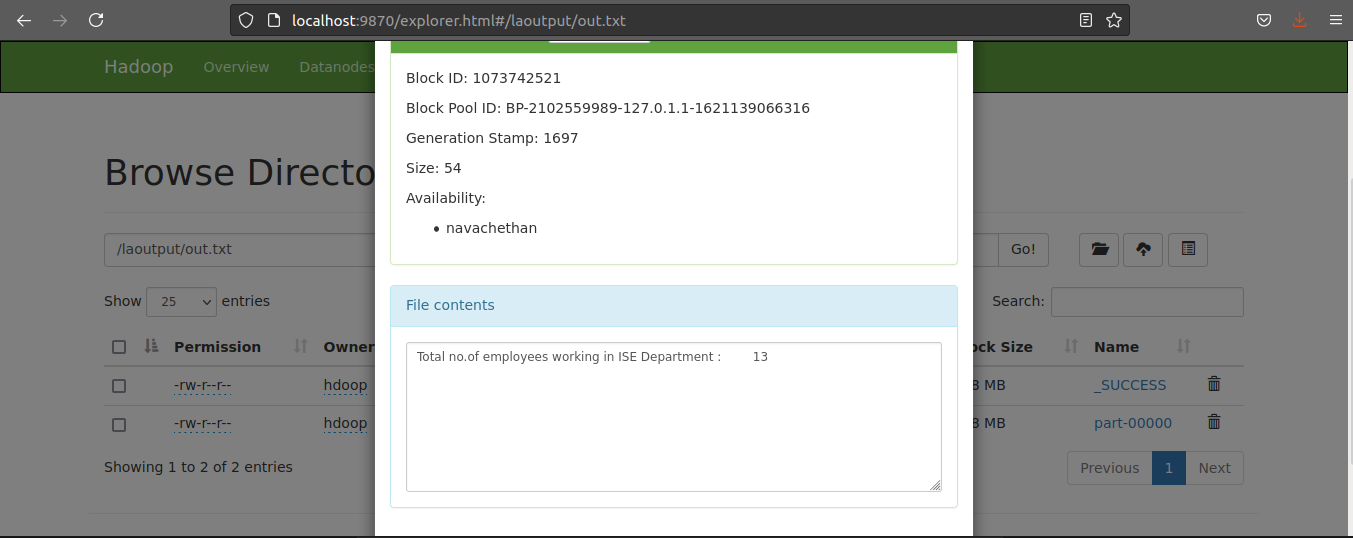 localhost:9870/explorer.html#/laoutput/out.txt
Hadoop Overview Datanodes
Block ID: 1073742521
Block Pool ID: BP-2102559989-127.0.1.1-1621139066316
Generation Stamp: 1697
Size: 54
Availability:
navachethan
Browse Directo
/laoutput/out.txt
Go!
Show 25 entries
Search:
File contents
Total no.of employees working in ISE Department : 13
Permission Owner ock Size Name
-rw-r--r-- hdoop 8 MB _SUCCESS
-rw-r--r-- hdoop 8 MB part-00000
Showing 1 to 2 of 2 entries
Previous 1 Next